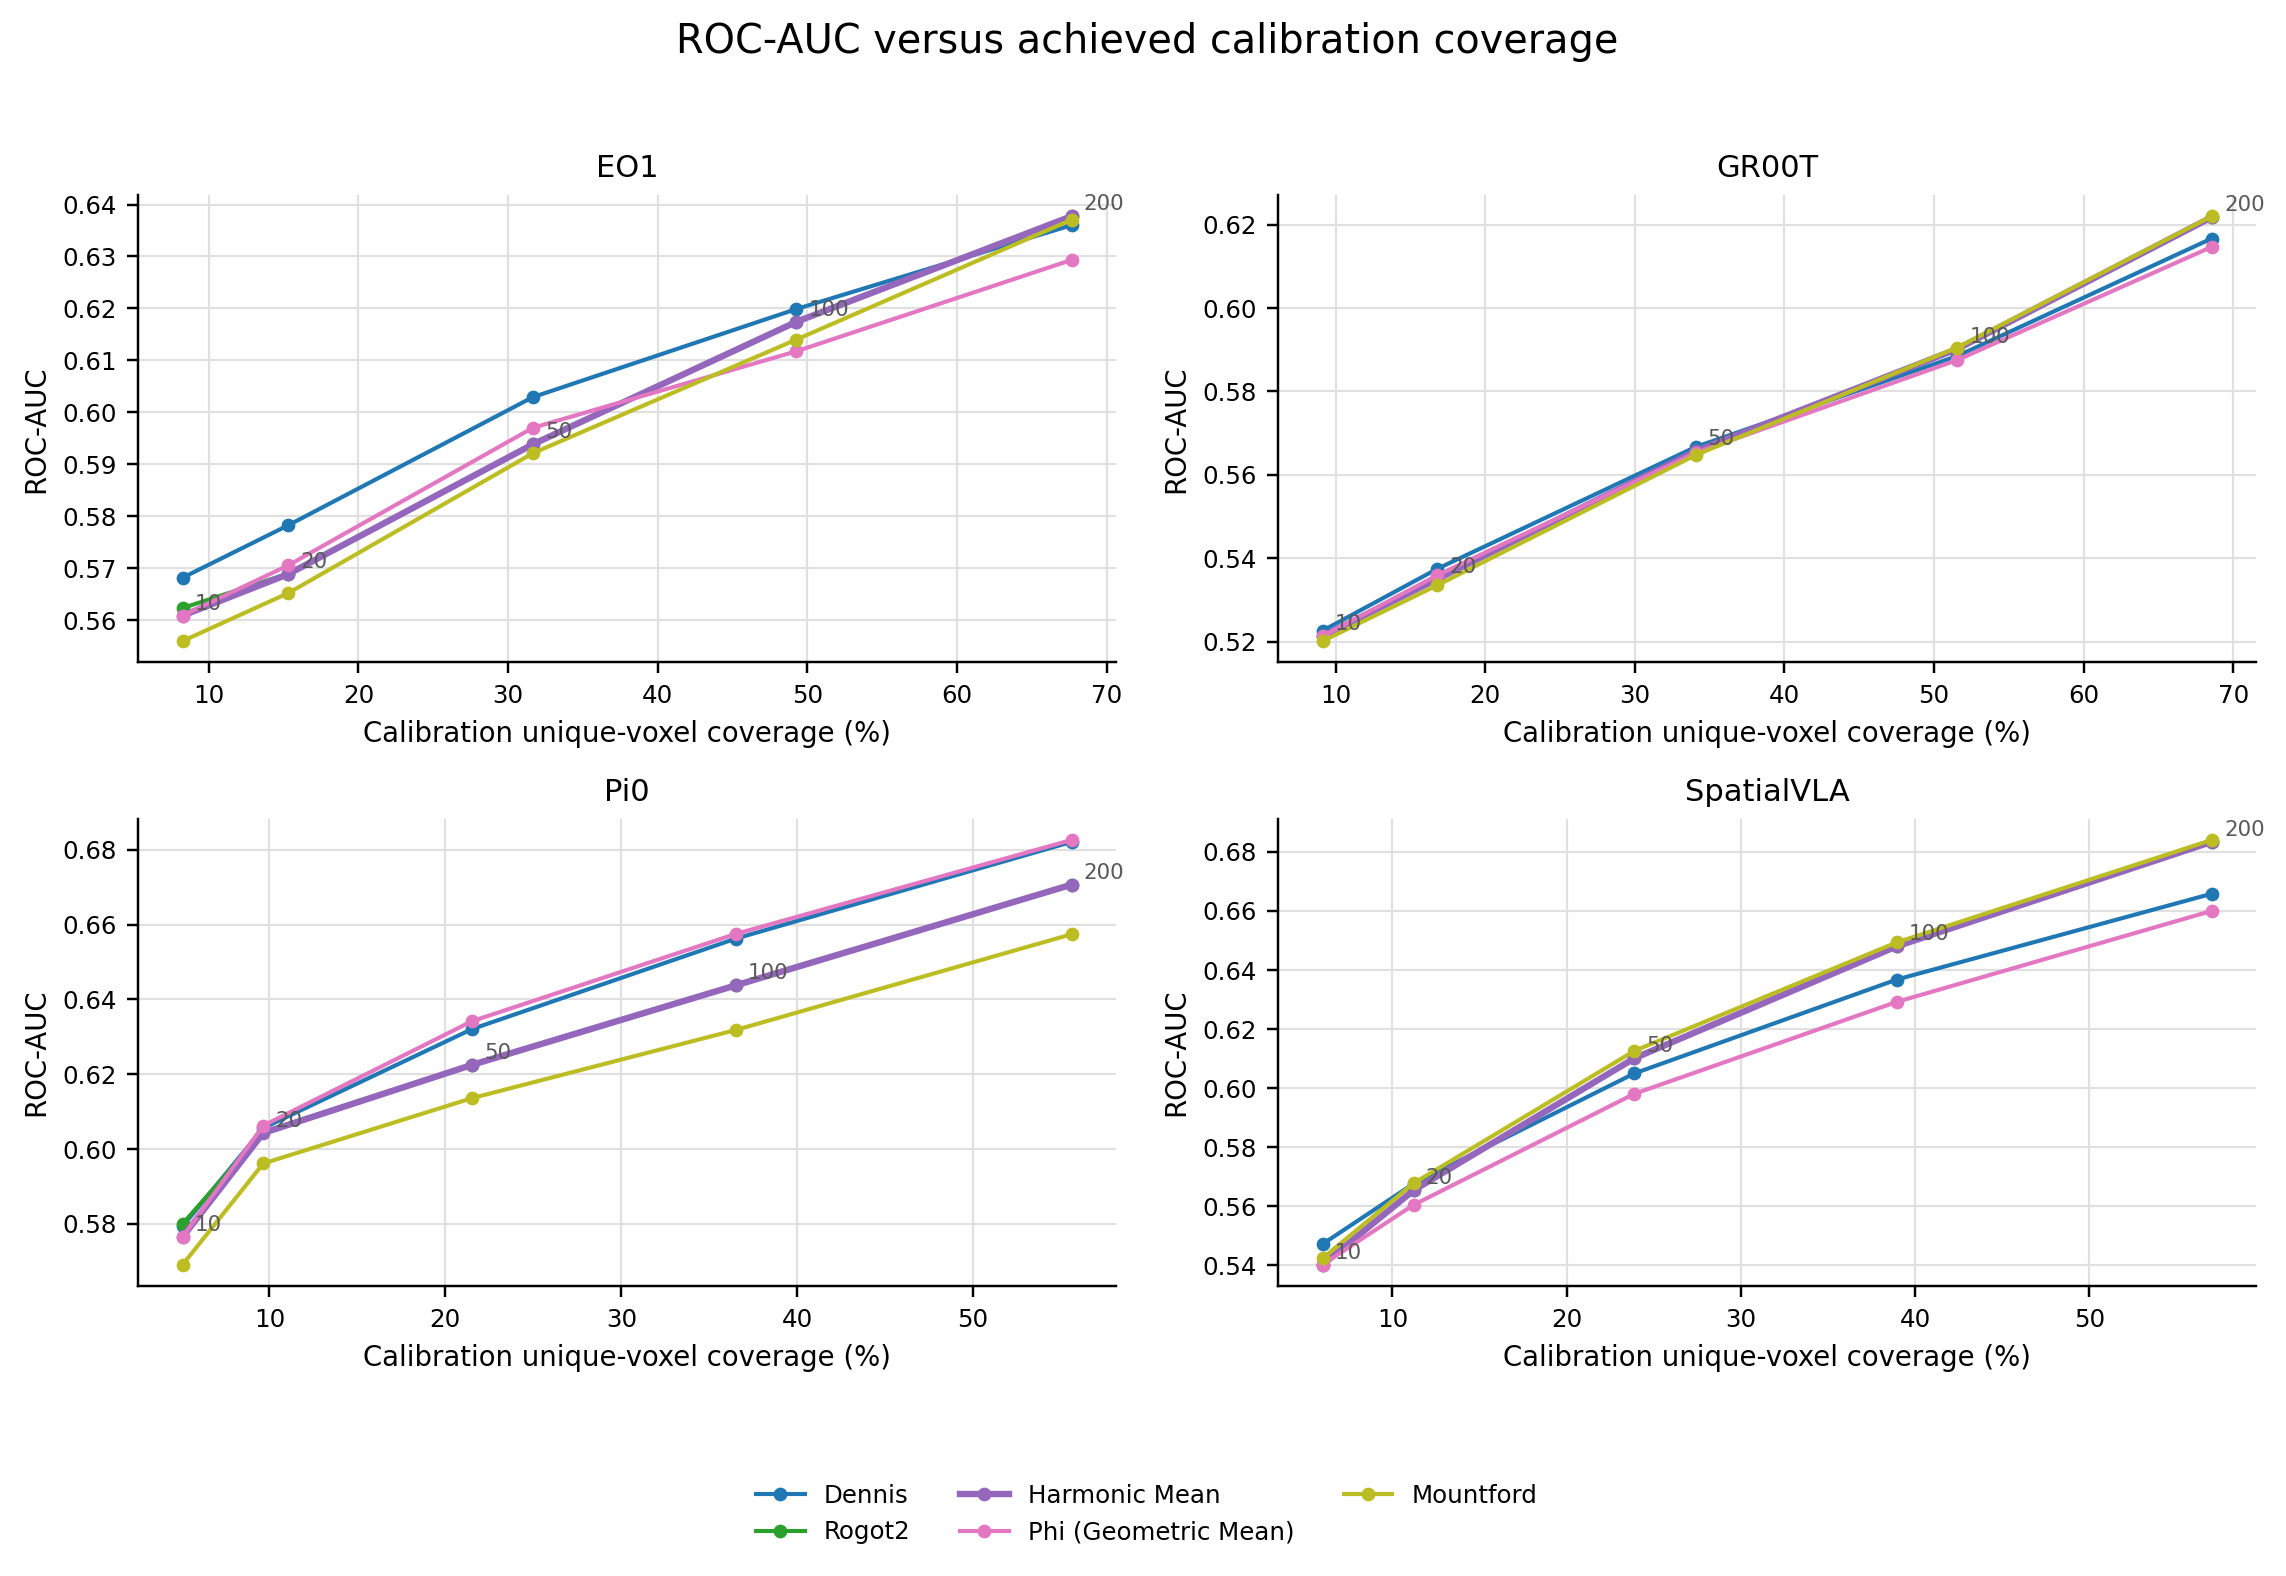 ROC-AUC versus achieved calibration coverage
EO1
ROC-AUC
0.64
0.63
0.62
0.61
0.60
0.59
0.58
0.57
0.56
10
20
50
100
200
10 20 30 40 50 60 70
Calibration unique-voxel coverage (%)
GR00T
ROC-AUC
0.62
0.60
0.58
0.56
0.54
0.52
10
20
50
100
200
10 20 30 40 50 60 70
Calibration unique-voxel coverage (%)
Pi0
ROC-AUC
0.68
0.66
0.64
0.62
0.60
0.58
10
20
50
100
200
10 20 30 40 50
Calibration unique-voxel coverage (%)
SpatialVLA
ROC-AUC
0.68
0.66
0.64
0.62
0.60
0.58
0.56
0.54
10
20
50
100
200
10 20 30 40 50
Calibration unique-voxel coverage (%)
Dennis Harmonic Mean Mountford
Rogot2 Phi (Geometric Mean)